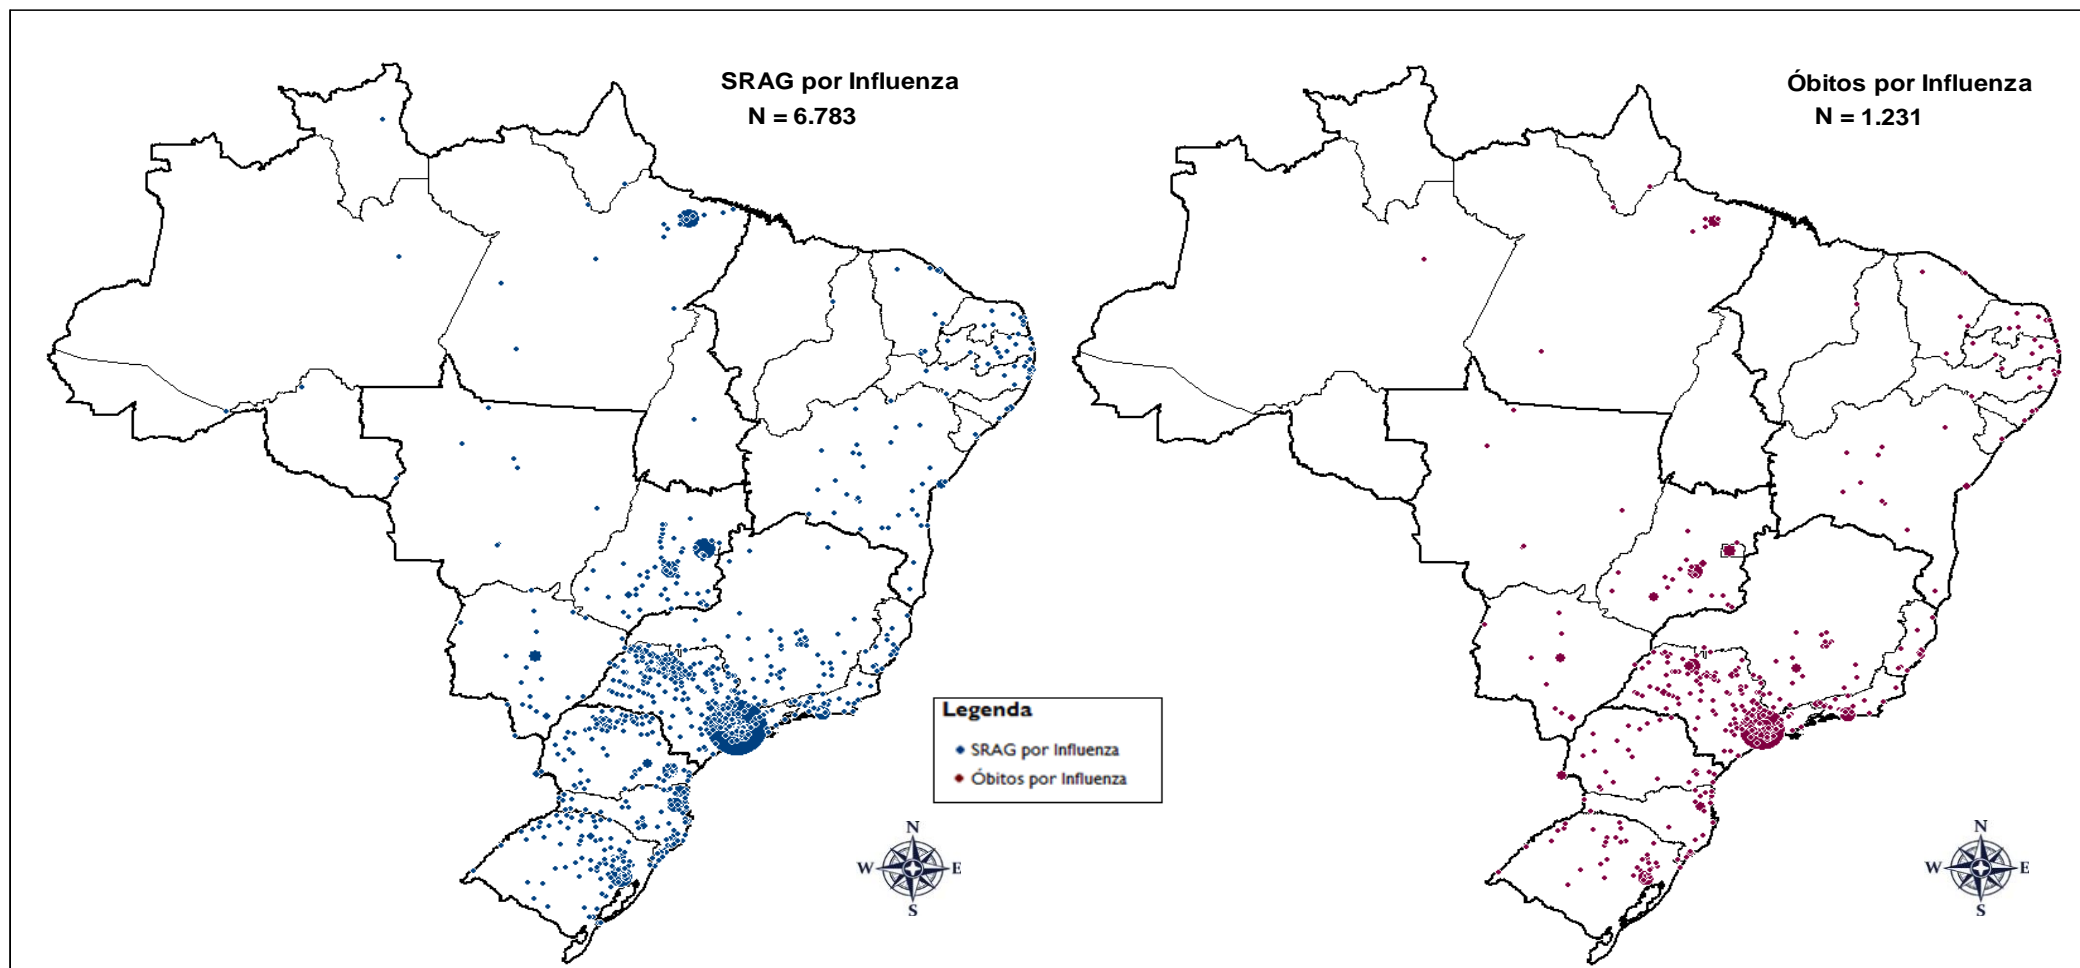 SRAG por Influenza
N = 6.783
Óbitos por Influenza
N = 1.231
Legenda
SRAG por Influenza
Óbitos por Influenza
N
W E
S
N
W E
S